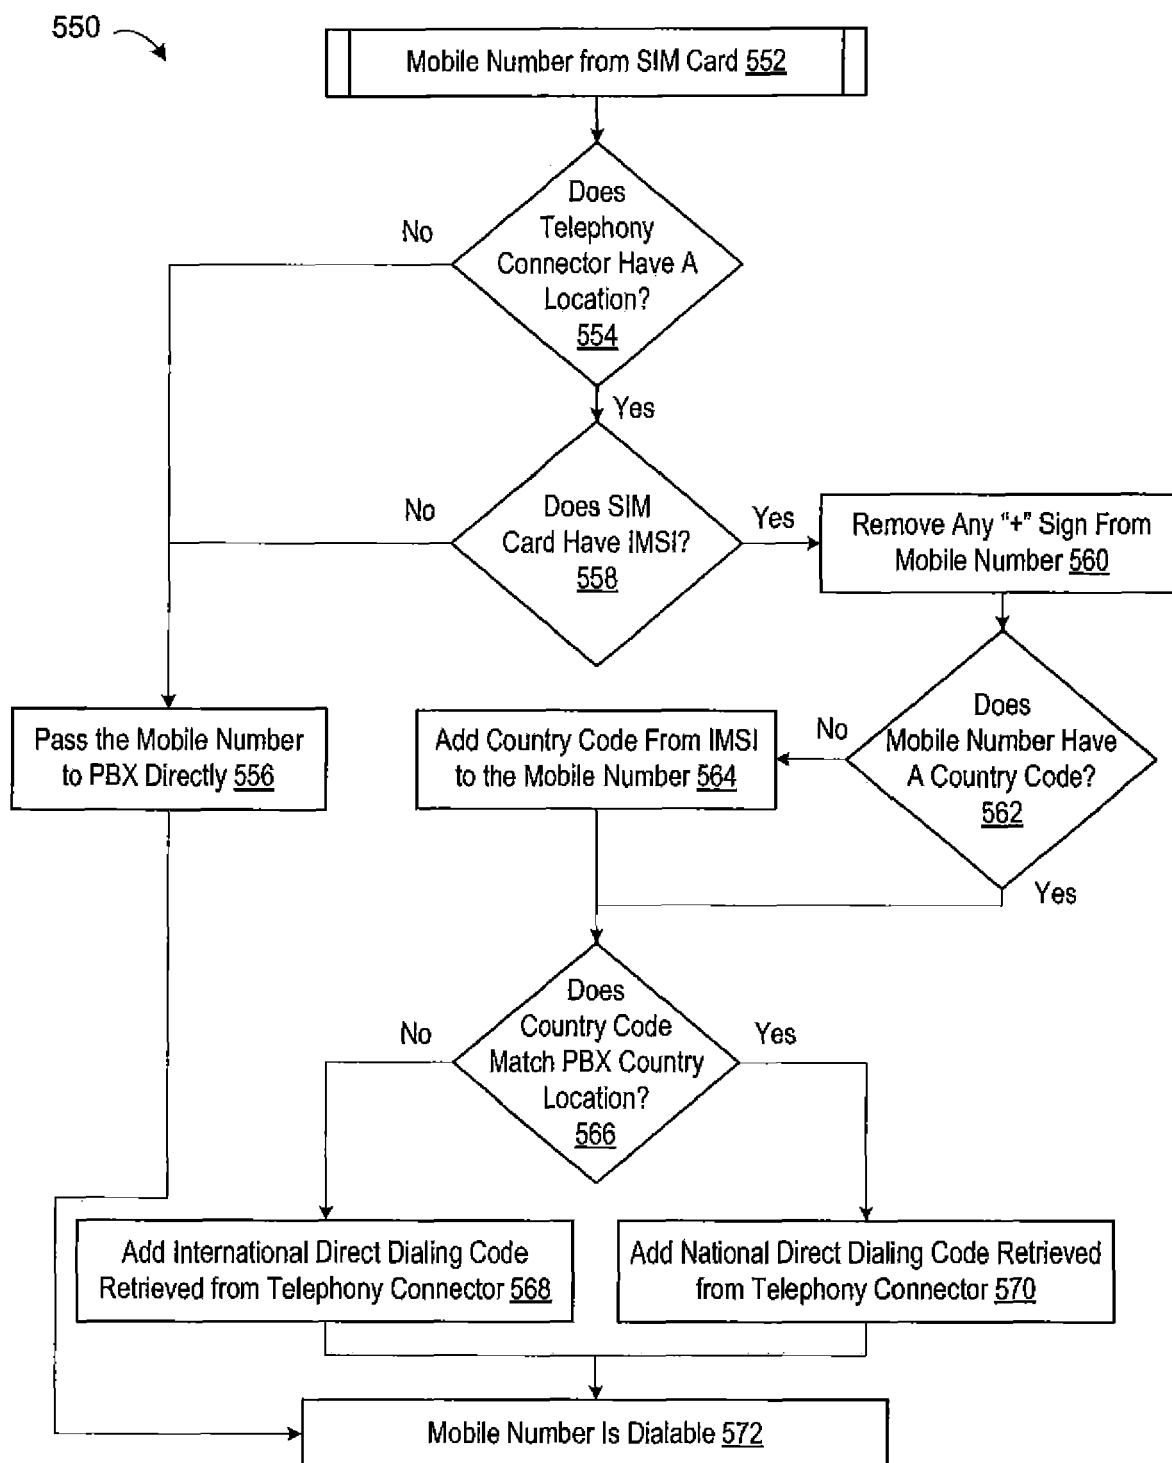 550
Mobile Number from SIM Card 552
Does
Telephony
Connector Have A
Location?
554
No
Yes
Does SIM
Card Have IMSI?
558
No
Yes
Remove Any "+" Sign From
Mobile Number 560
Does
Mobile Number Have
A Country Code?
562
No
Yes
Add Country Code From IMSI
to the Mobile Number 564
Pass the Mobile Number
to PBX Directly 556
Does
Country Code
Match PBX Country
Location?
566
No
Yes
Add International Direct Dialing Code
Retrieved from Telephony Connector 568
Add National Direct Dialing Code Retrieved
from Telephony Connector 570
Mobile Number Is Dialable 572